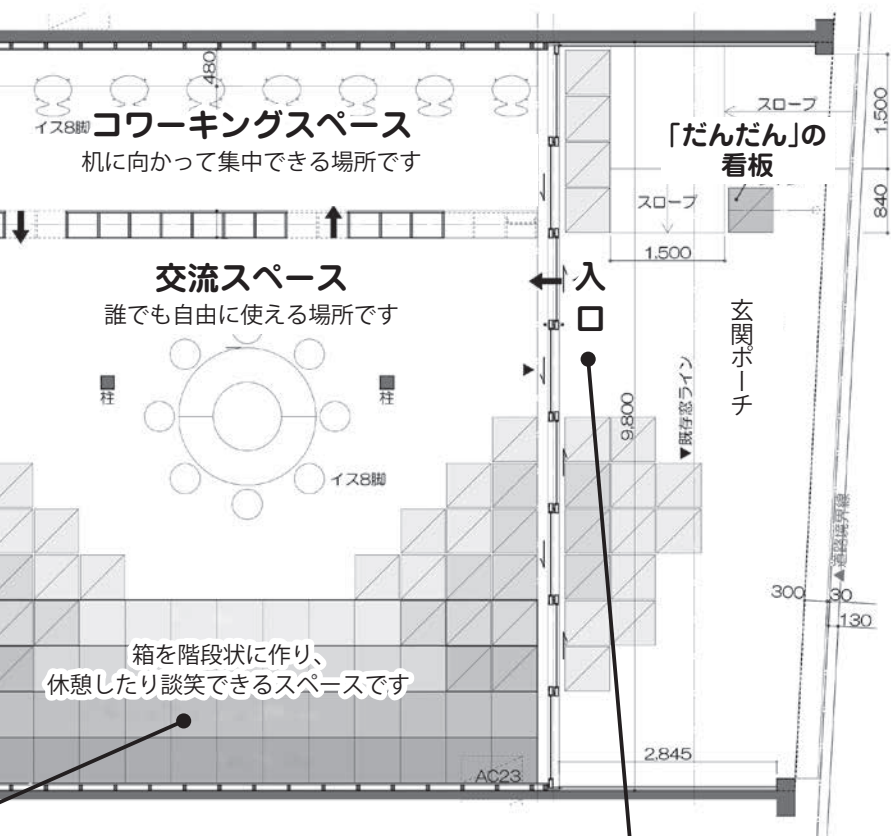 480
イス8脚
コワーキングスペース
机に向かって集中できる場所です
スロープ
「だんだん」の
看板
1,500
840
スロープ
1.500
交流スペース
誰でも自由に使える場所です
入口
玄関ポーチ
柱
柱
イス8脚
9,800
▼既存窓ライン
▲道路境界線
300
30
130
箱を階段状に作り、
休憩したり談笑できるスペースです
AC23
2.845